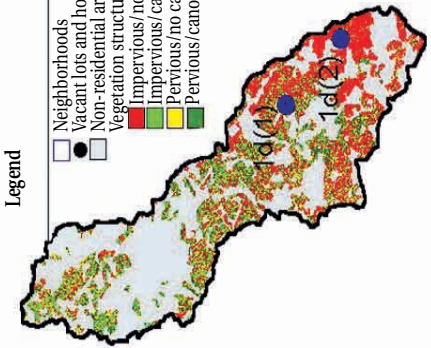 Legend
Neighborhoods
Vacant lots and ho
Non-residential ar
Vegetation structu
Impervious/no
Impervious/ca
Pervious/no ca
Pervious/cano
1d(1)
1d(2)